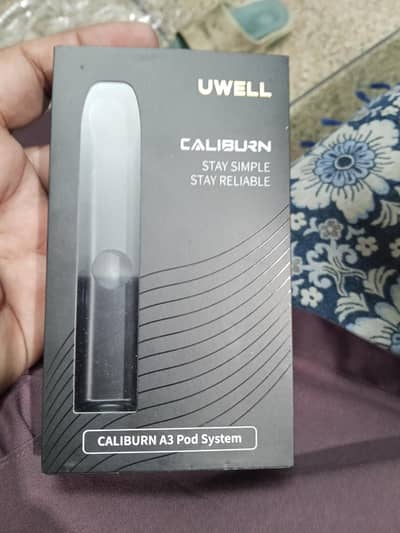 UWELL
CALIBURN
STAY SIMPLE
STAY RELIABLE
CALIBURN A3 Pod System